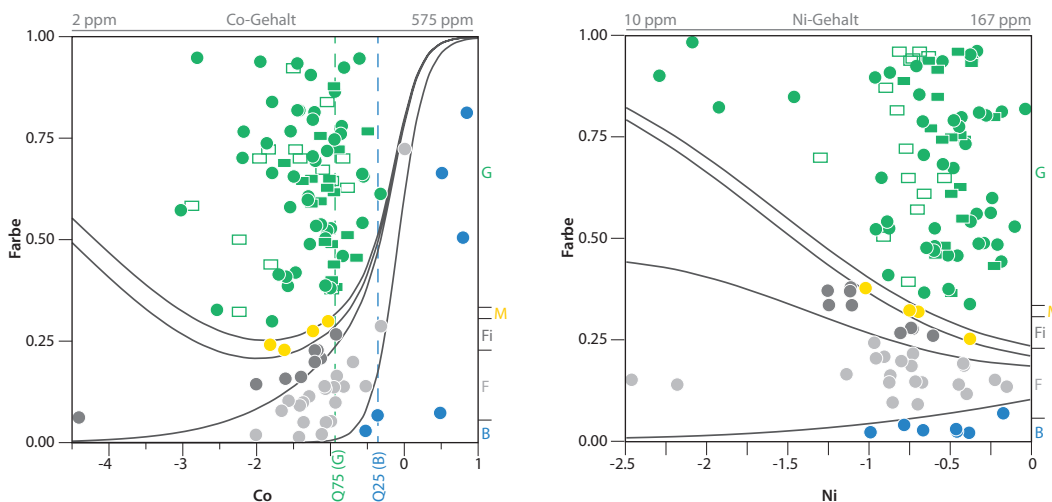 2 ppm Co-Gehalt 575 ppm
1.00
0.75
0.50
0.25
0.00
Farbe
-4 -3 -2 -1 0 1
Co
Q75 (G)
Q25 (B)
G
M
Fi
F
B
10 ppm Ni-Gehalt 167 ppm
1.00
0.75
0.50
0.25
0.00
Farbe
-2.5 -2 -1.5 -1 -0.5 0
Ni
G
M
Fi
F
B